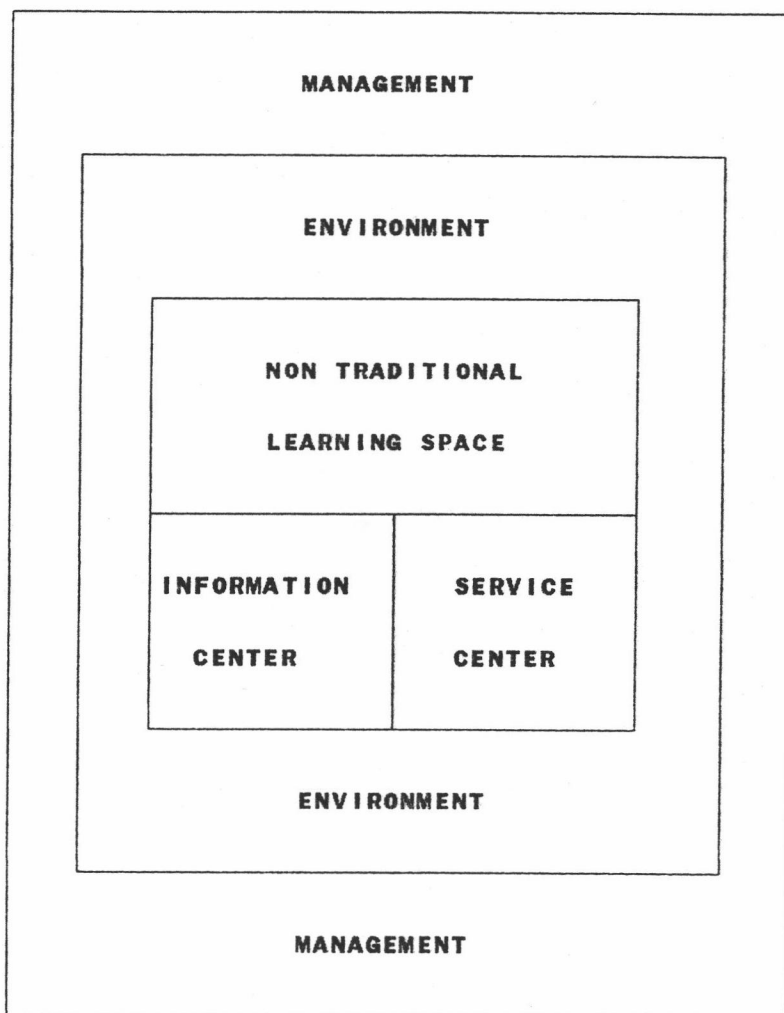 MANAGEMENT
ENVIRONMENT
NON TRADITIONAL
LEARNING SPACE
INFORMATION
CENTER
SERVICE
CENTER
ENVIRONMENT
MANAGEMENT